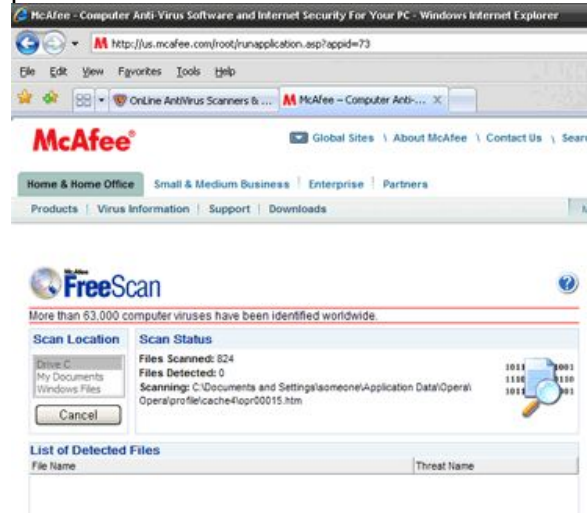 McAfee - Computer Anti-Virus Software and Internet Security For Your PC - Windows Internet Explorer
http://us.mcafee.com/root/runapplication.asp?appid=73
File Edit View Favorites Tools Help
OnLine AntiVirus Scanners & ... McAfee – Computer Anti-... X
McAfee® Global Sites \ About McAfee \ Contact Us \ Sear
Home & Home Office Small & Medium Business | Enterprise | Partners
Products | Virus Information | Support | Downloads
McAfee
FreeScan
More than 63,000 computer viruses have been identified worldwide.
Scan Location Scan Status
Drive C
My Documents
Windows Files
Cancel
Files Scanned: 824
Files Detected: 0
Scanning: C:\Documents and Settings\someone\Application Data\Opera\
Opera\profile\cache4\opr00015.htm
List of Detected Files
File Name Threat Name